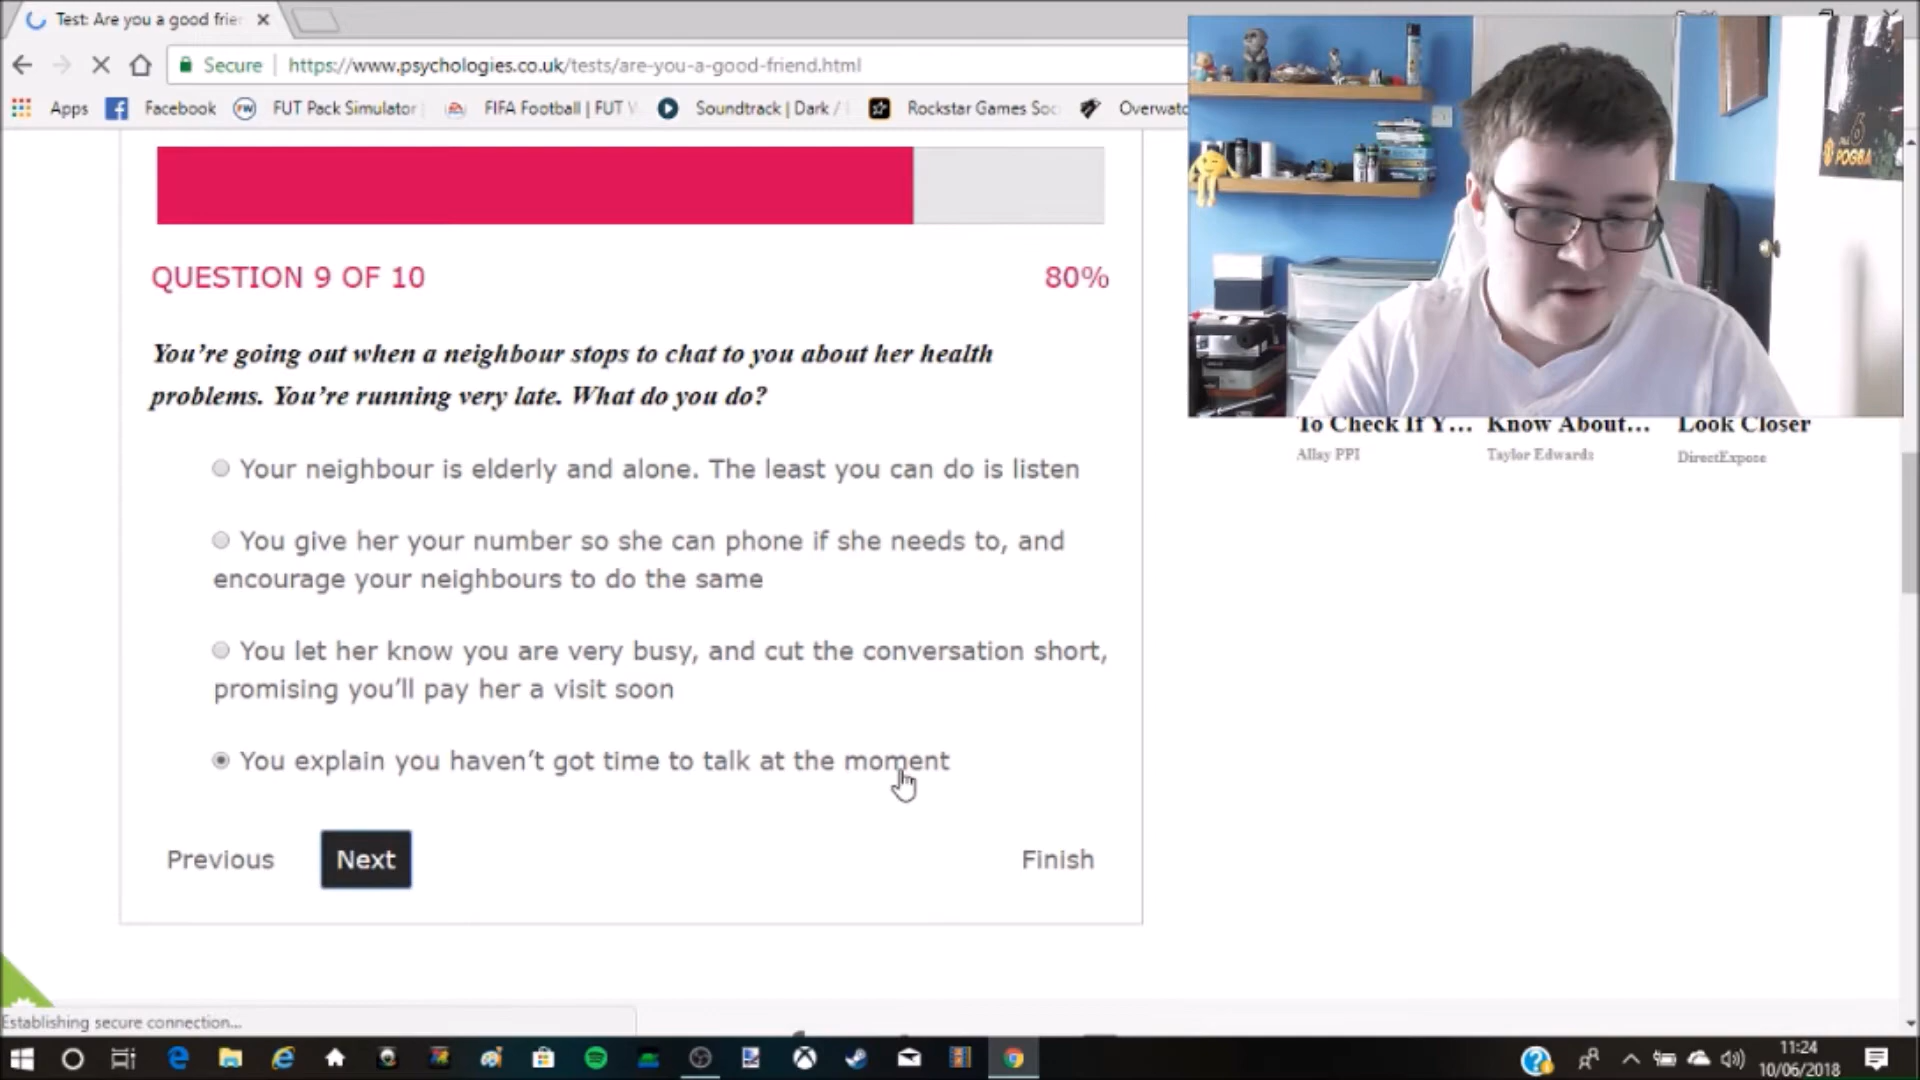 Test: Are you a good frie
Secure
https://www.psychologies.co.uk/tests/are-you-a-good-friend.html
Apps
Facebook
FUT Pack Simulator
FIFA Football | FUT
Soundtrack | Dark /
Rockstar Games Soc
Overwatc
6
POGBA
QUESTION 9 OF 10
80%
You're going out when a neighbour stops to chat to you about her health
problems. You're running very late. What do you do?
Your neighbour is elderly and alone. The least you can do is listen
You give her your number so she can phone if she needs to, and
encourage your neighbours to do the same
You let her know you are very busy, and cut the conversation short,
promising you'll pay her a visit soon
You explain you haven't got time to talk at the moment
Previous
Next
Finish
To Check If Y...
Know About...
Look Closer
Allay PPI
Taylor Edwards
DirectExpose
Establishing secure connection...
11:24
10/06/2018